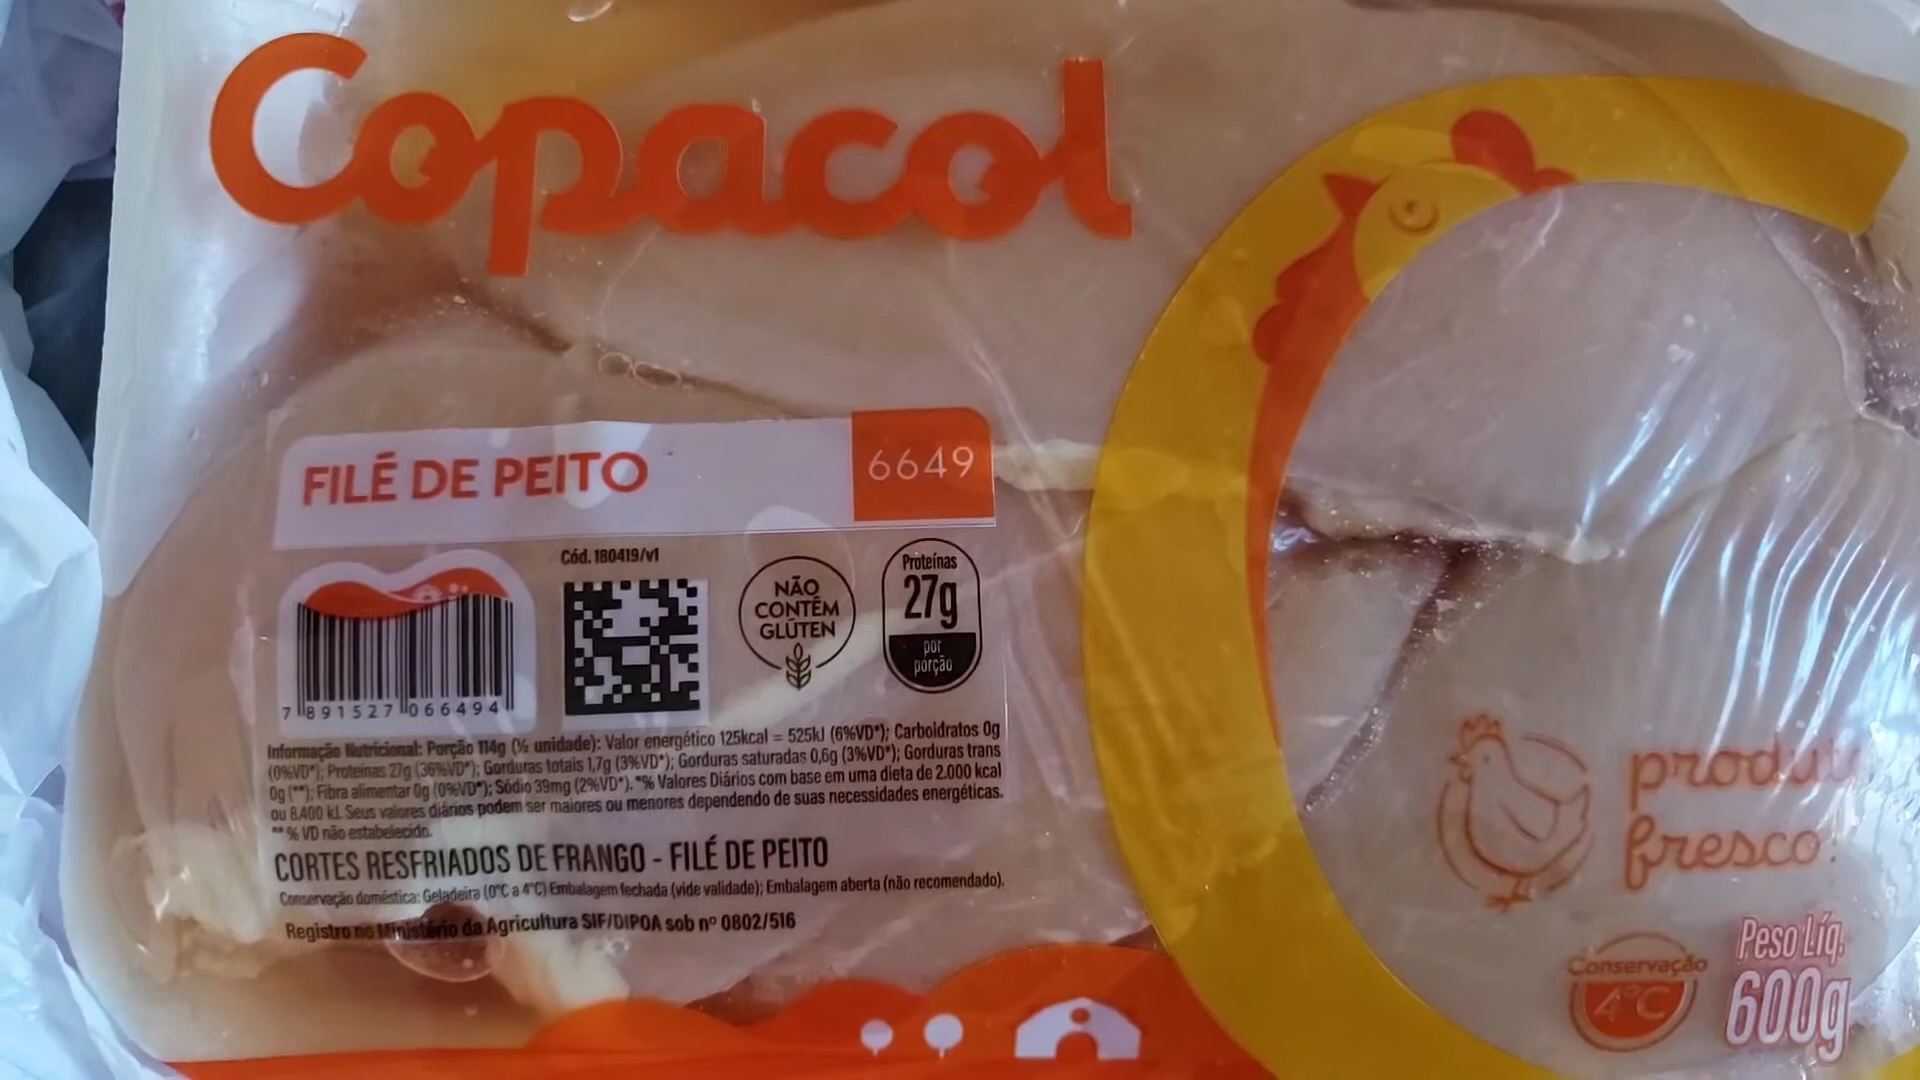 Copacol
FILÉ DE PEITO
6649
Cód. 180419/v1
NÃO
CONTÉM
GLÚTEN
Proteínas
27g
por
porção
7 891527 066494
Informação Nutricional: Porção 114g (½ unidade): Valor energético 125kcal = 525kJ (6%VD*); Carboidratos 0g
(0%VD*); Proteínas 27g (36%VD*); Gorduras totais 1,7g (3%VD*); Gorduras saturadas 0,6g (3%VD*); Gorduras trans
0g (**); Fibra alimentar 0g (0%VD*); Sódio 39mg (2%VD*). *% Valores Diários com base em uma dieta de 2.000 kcal
ou 8.400 kJ. Seus valores diários podem ser maiores ou menores dependendo de suas necessidades energéticas.
** % VD não estabelecido.
CORTES RESFRIADOS DE FRANGO - FILÉ DE PEITO
Conservação doméstica: Geladeira (0°C a 4°C) Embalagem fechada (vide validade); Embalagem aberta (não recomendado).
Registro no Ministério da Agricultura SIF/DIPOA sob nº 0802/516
produto
fresco!
Conservação
4°C
Peso Líq.
600g